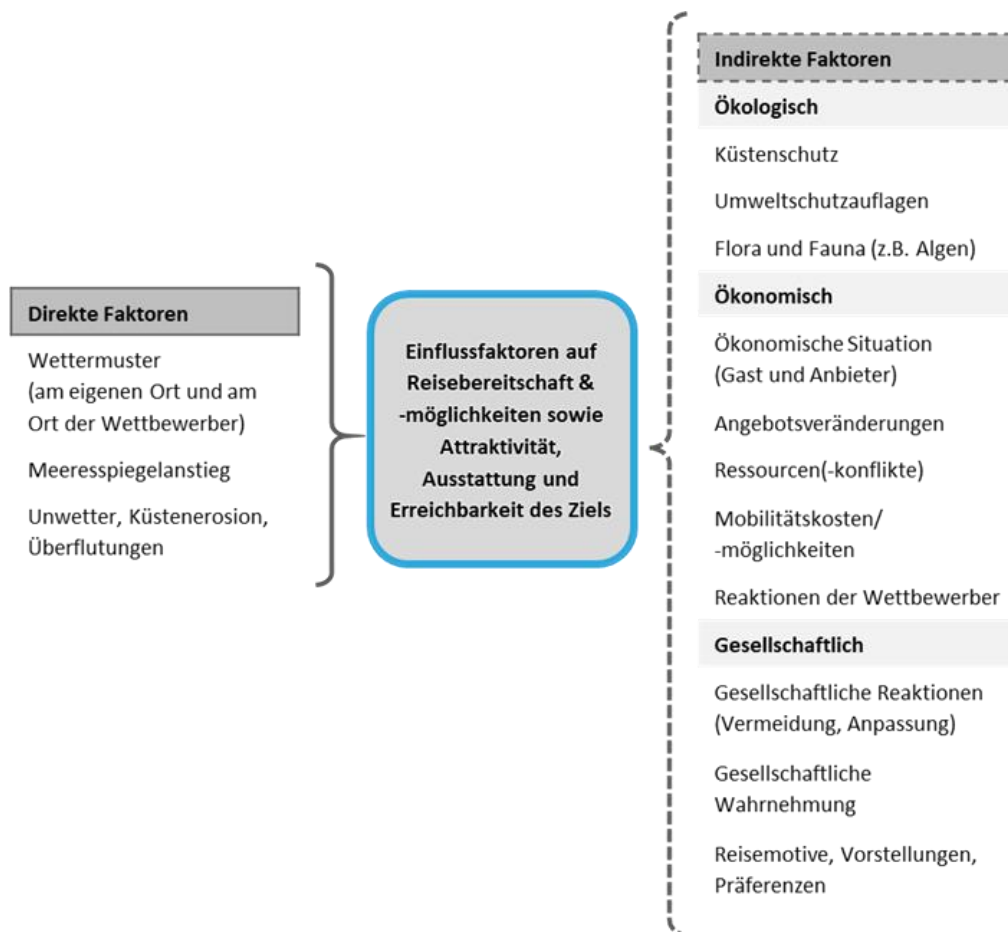 Direkte Faktoren
Wettermuster
(am eigenen Ort und am
Ort der Wettbewerber)
Meeresspiegelanstieg
Unwetter, Küstenerosion,
Überflutungen
Einflussfaktoren auf
Reisebereitschaft &
-möglichkeiten sowie
Attraktivität,
Ausstattung und
Erreichbarkeit des Ziels
Indirekte Faktoren
Ökologisch
Küstenschutz
Umweltschutzauflagen
Flora und Fauna (z.B. Algen)
Ökonomisch
Ökonomische Situation
(Gast und Anbieter)
Angebotsveränderungen
Ressourcen(-konflikte)
Mobilitätskosten/
-möglichkeiten
Reaktionen der Wettbewerber
Gesellschaftlich
Gesellschaftliche Reaktionen
(Vermeidung, Anpassung)
Gesellschaftliche
Wahrnehmung
Reisemotive, Vorstellungen,
Präferenzen